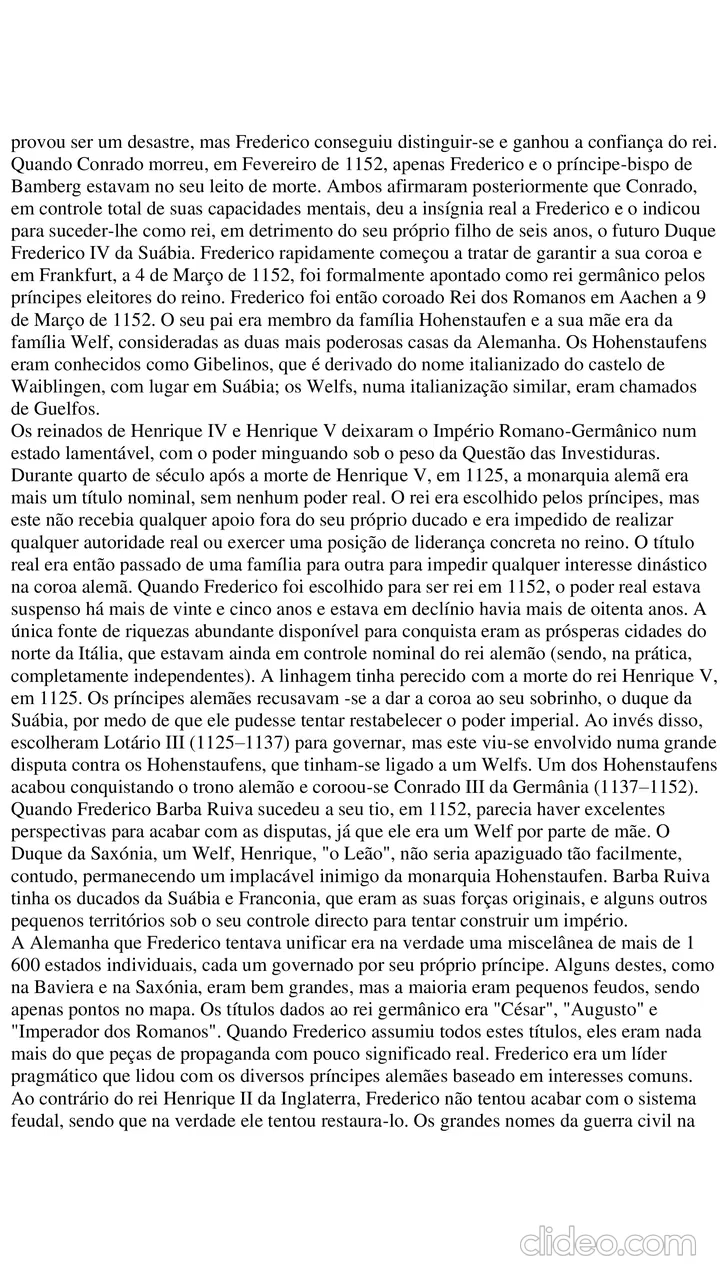 provou ser um desastre, mas Frederico conseguiu distinguir-se e ganhou a confiança do rei.
Quando Conrado morreu, em Fevereiro de 1152, apenas Frederico e o príncipe-bispo de
Bamberg estavam no seu leito de morte. Ambos afirmaram posteriormente que Conrado,
em controle total de suas capacidades mentais, deu a insígnia real a Frederico e o indicou
para suceder-lhe como rei, em detrimento do seu próprio filho de seis anos, o futuro Duque
Frederico IV da Suábia. Frederico rapidamente começou a tratar de garantir a sua coroa e
em Frankfurt, a 4 de Março de 1152, foi formalmente apontado como rei germânico pelos
príncipes eleitores do reino. Frederico foi então coroado Rei dos Romanos em Aachen a 9
de Março de 1152. O seu pai era membro da família Hohenstaufen e a sua mãe era da
família Welf, consideradas as duas mais poderosas casas da Alemanha. Os Hohenstaufens
eram conhecidos como Gibelinos, que é derivado do nome italianizado do castelo de
Waiblingen, com lugar em Suábia; os Welfs, numa italianização similar, eram chamados
de Guelfos.
Os reinados de Henrique IV e Henrique V deixaram o Império Romano-Germânico num
estado lamentável, com o poder minguando sob o peso da Questão das Investiduras.
Durante quarto de século após a morte de Henrique V, em 1125, a monarquia alemã era
mais um título nominal, sem nenhum poder real. O rei era escolhido pelos príncipes, mas
este não recebia qualquer apoio fora do seu próprio ducado e era impedido de realizar
qualquer autoridade real ou exercer uma posição de liderança concreta no reino. O título
real era então passado de uma família para outra para impedir qualquer interesse dinástico
na coroa alemã. Quando Frederico foi escolhido para ser rei em 1152, o poder real estava
suspenso há mais de vinte e cinco anos e estava em declínio havia mais de oitenta anos. A
única fonte de riquezas abundante disponível para conquista eram as prósperas cidades do
norte da Itália, que estavam ainda em controle nominal do rei alemão (sendo, na prática,
completamente independentes). A linhagem tinha perecido com a morte do rei Henrique V,
em 1125. Os príncipes alemães recusavam -se a dar a coroa ao seu sobrinho, o duque da
Suábia, por medo de que ele pudesse tentar restabelecer o poder imperial. Ao invés disso,
escolheram Lotário III (1125–1137) para governar, mas este viu-se envolvido numa grande
disputa contra os Hohenstaufens, que tinham-se ligado a um Welfs. Um dos Hohenstaufens
acabou conquistando o trono alemão e coroou-se Conrado III da Germânia (1137–1152).
Quando Frederico Barba Ruiva sucedeu a seu tio, em 1152, parecia haver excelentes
perspectivas para acabar com as disputas, já que ele era um Welf por parte de mãe. O
Duque da Saxónia, um Welf, Henrique, "o Leão", não seria apaziguado tão facilmente,
contudo, permanecendo um implacável inimigo da monarquia Hohenstaufen. Barba Ruiva
tinha os ducados da Suábia e Franconia, que eram as suas forças originais, e alguns outros
pequenos territórios sob o seu controle directo para tentar construir um império.
A Alemanha que Frederico tentava unificar era na verdade uma miscelânea de mais de 1
600 estados individuais, cada um governado por seu próprio príncipe. Alguns destes, como
na Baviera e na Saxónia, eram bem grandes, mas a maioria eram pequenos feudos, sendo
apenas pontos no mapa. Os títulos dados ao rei germânico era "César", "Augusto" e
"Imperador dos Romanos". Quando Frederico assumiu todos estes títulos, eles eram nada
mais do que peças de propaganda com pouco significado real. Frederico era um líder
pragmático que lidou com os diversos príncipes alemães baseado em interesses comuns.
Ao contrário do rei Henrique II da Inglaterra, Frederico não tentou acabar com o sistema
feudal, sendo que na verdade ele tentou restaura-lo. Os grandes nomes da guerra civil na
clideo.com